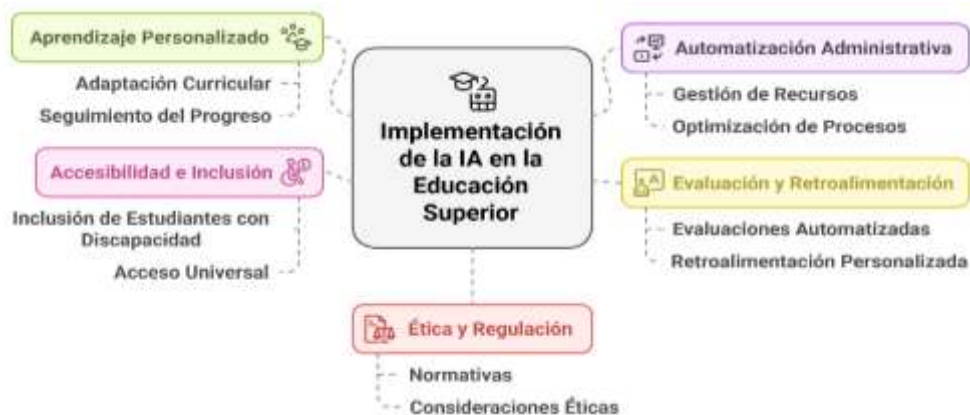 Aprendizaje Personalizado
Adaptación Curricular
Seguimiento del Progreso
Accesibilidad e Inclusión
Inclusión de Estudiantes con
Discapacidad
Acceso Universal
Implementación
de la IA en la
Educación
Superior
Automatización Administrativa
Gestión de Recursos
Optimización de Procesos
Evaluación y Retroalimentación
Evaluaciones Automatizadas
Retroalimentación Personalizada
Ética y Regulación
Normativas
Consideraciones Éticas